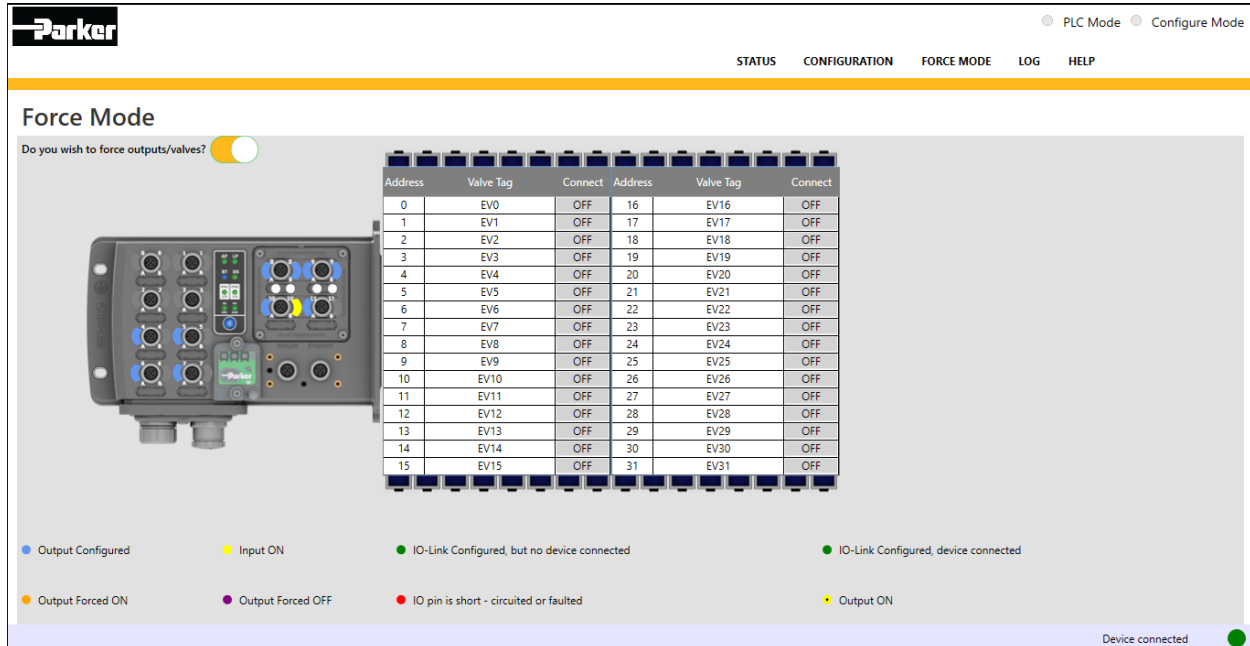 Parker
PLC Mode Configure Mode
STATUS CONFIGURATION FORCE MODE LOG HELP
Force Mode
Do you wish to force outputs/valves?
Address Valve Tag Connect Address Valve Tag Connect
0 EV0 OFF 16 EV16 OFF
1 EV1 OFF 17 EV17 OFF
2 EV2 OFF 18 EV18 OFF
3 EV3 OFF 19 EV19 OFF
4 EV4 OFF 20 EV20 OFF
5 EV5 OFF 21 EV21 OFF
6 EV6 OFF 22 EV22 OFF
7 EV7 OFF 23 EV23 OFF
8 EV8 OFF 24 EV24 OFF
9 EV9 OFF 25 EV25 OFF
10 EV10 OFF 26 EV26 OFF
11 EV11 OFF 27 EV27 OFF
12 EV12 OFF 28 EV28 OFF
13 EV13 OFF 29 EV29 OFF
14 EV14 OFF 30 EV30 OFF
15 EV15 OFF 31 EV31 OFF
Parker
Output Configured Input ON IO-Link Configured, but no device connected IO-Link Configured, device connected
Output Forced ON Output Forced OFF IO pin is short - circuited or faulted Output ON
Device connected